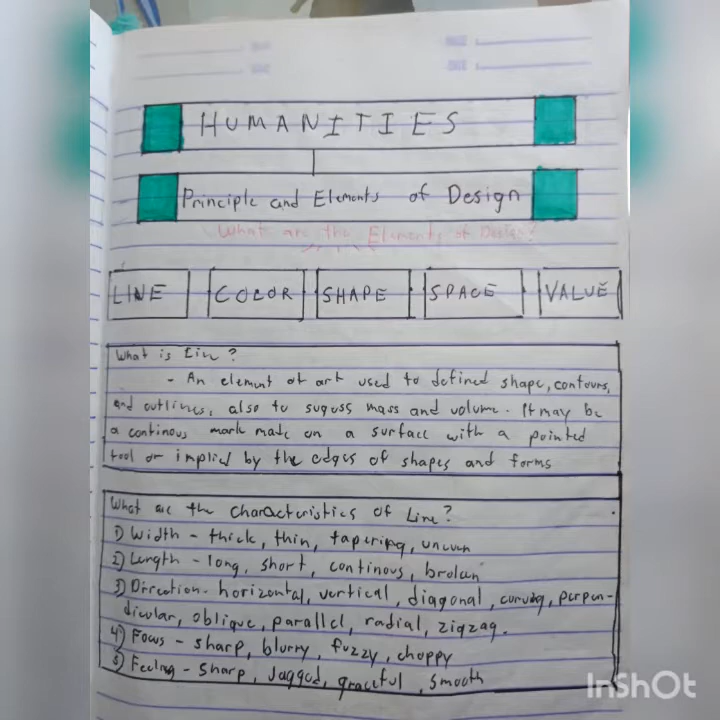 HUMANITIES
Principle and Elements of Design
What are the Elements of Design?
LINE COLOR SHAPE SPACE VALUE
What is Line?
- An element of art used to defined shape, contours,
and outlines, also to suguss mass and volume. It may be
a continous mark made on a surface with a pointed
tool or implied by the edges of shapes and forms
What are the characteristics of Line?
1) Width - thick, thin, tapering, uneven
2) Length - long, short, continous, broken
3) Direction - horizontal, vertical, diagonal, curving, perpen-
dicular, oblique, parallel, radial, zigzag.
4) Focus - sharp, blurry, fuzzy, choppy
5) Feeling - sharp, Jagged, graceful, smooth
InShOt